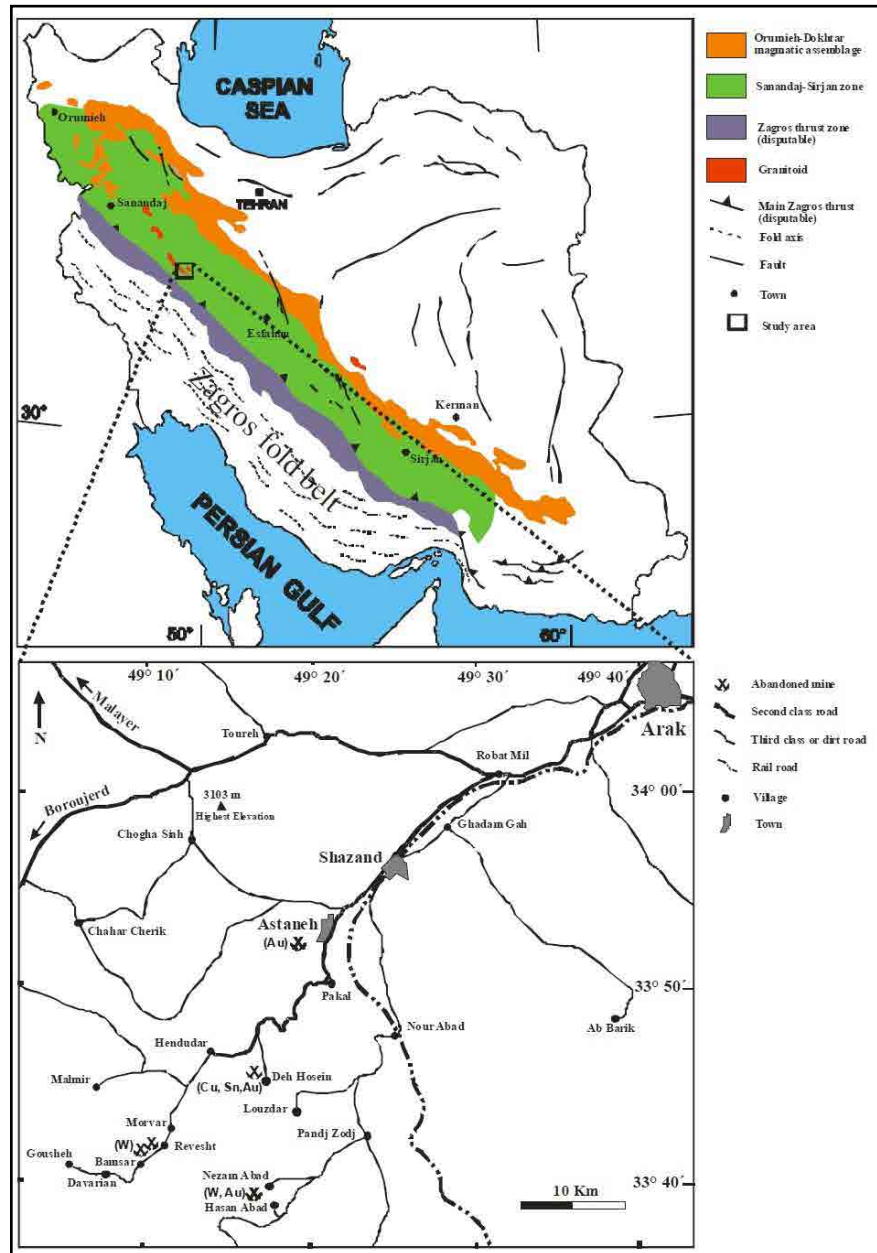 CASPIAN
SEA
Orumieh
Sanandaj
TEHRAN
Esfahan
Kerman
Sirjan
Zagros fold belt
PERSIAN GULF
30°
50°
60°
Orumieh-Dokhtar
magmatic assemblage
Sanandaj-Sirjan zone
Zagros thrust zone
(disputable)
Granitoid
Main Zagros thrust
(disputable)
Fold axis
Fault
Town
Study area
49° 10´
49° 20´
49° 30´
49° 40´
Malayer
N
Toureh
Arak
Robat Mil
34° 00´
Boroujerd
3103 m
Highest Elevation
Chogha Sinh
Ghadam Gah
Shazand
Chahar Cherik
Astaneh
(Au)
33° 50´
Pakal
Ab Barik
Nour Abad
Hendudar
Malmir
(Cu, Sn,Au)
Deh Hosein
Louzdar
Morvar
Pandj Zodj
(W)
Revesht
Gousheh
Bamsar
Davarian
Nezam Abad
(W, Au)
Hasan Abad
33° 40´
10 Km
Abandoned mine
Second class road
Third class or dirt road
Rail road
Village
Town